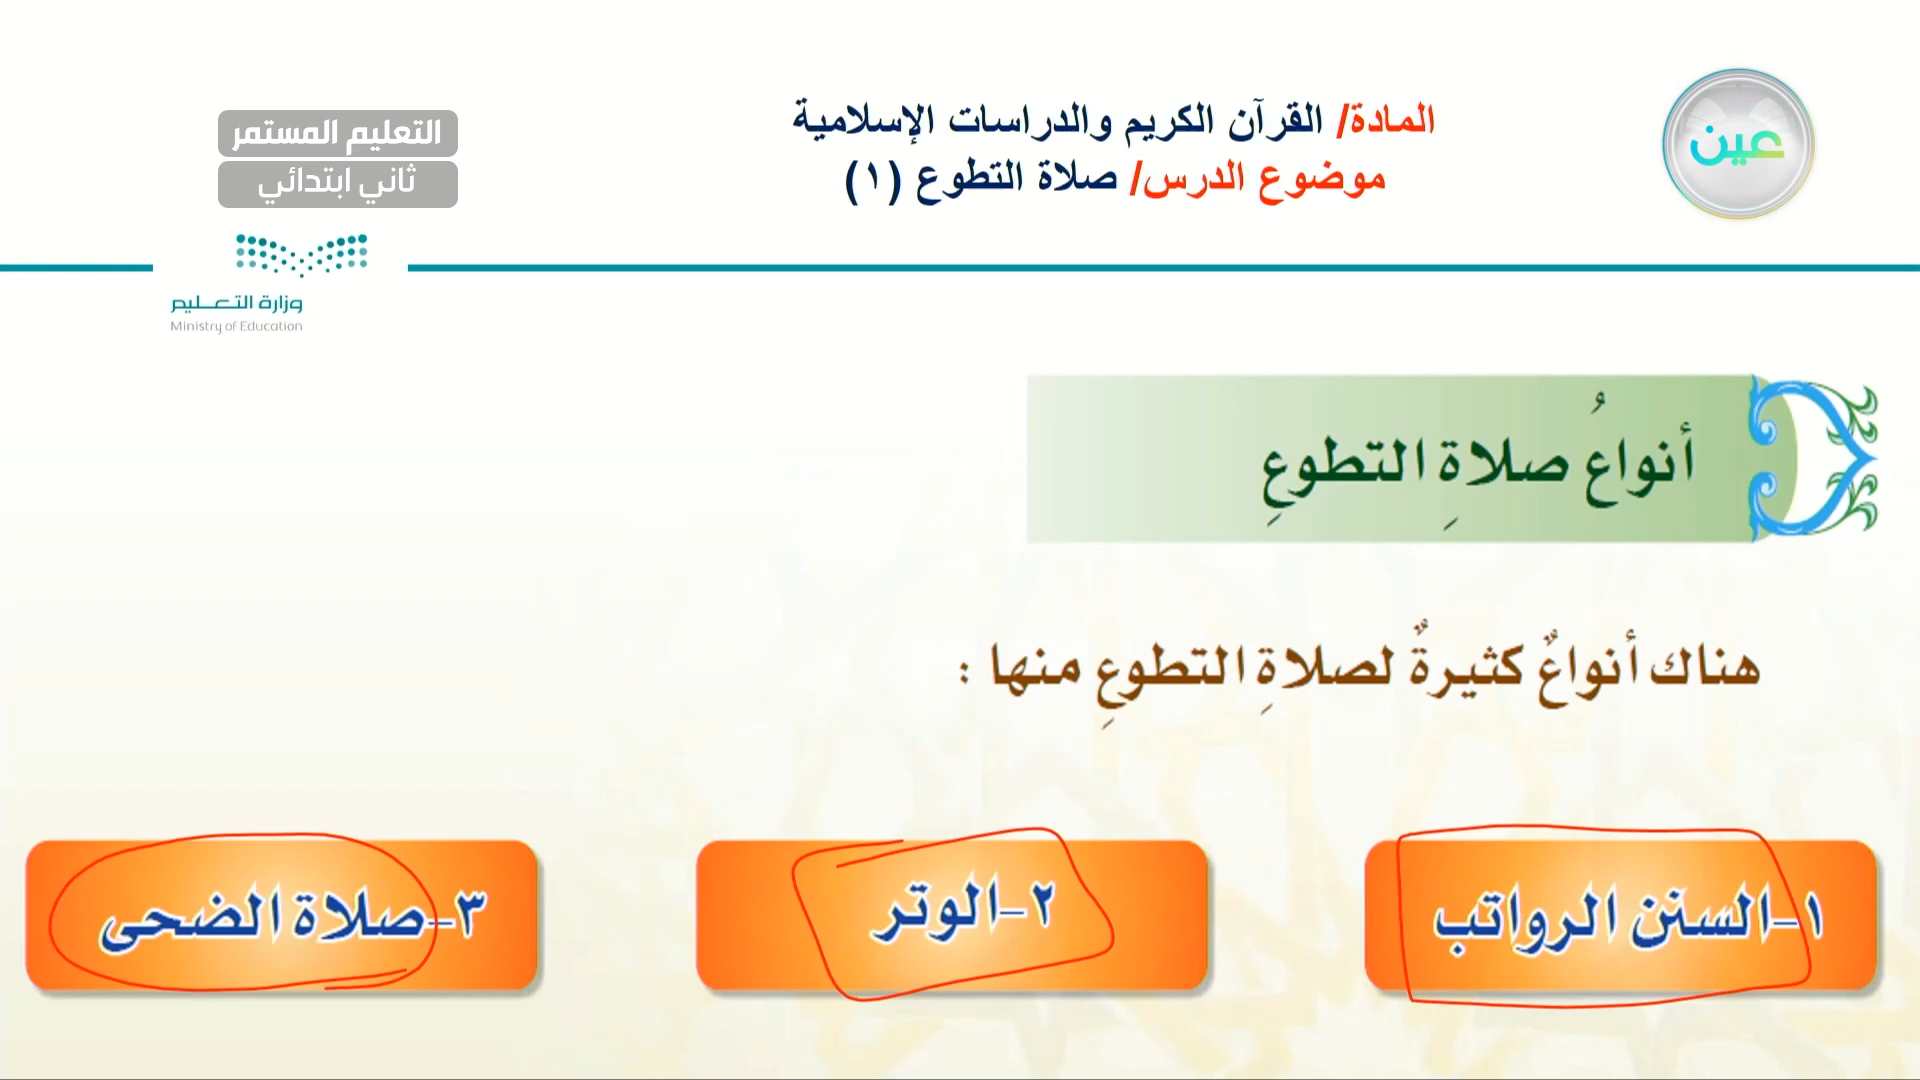 المادة/ القرآن الكريم والدراسات الإسلامية
موضوع الدرس/ صلاة التطوع (١)
عين
التعليم المستمر
ثاني ابتدائي
وزارة التعـليم
Ministry of Education
أنواعُ صلاةِ التطوعِ
هناك أنواعٌ كثيرةٌ لصلاةِ التطوعِ منها :
١-السنن الرواتب
٢-الوتر
٣-صلاة الضحى